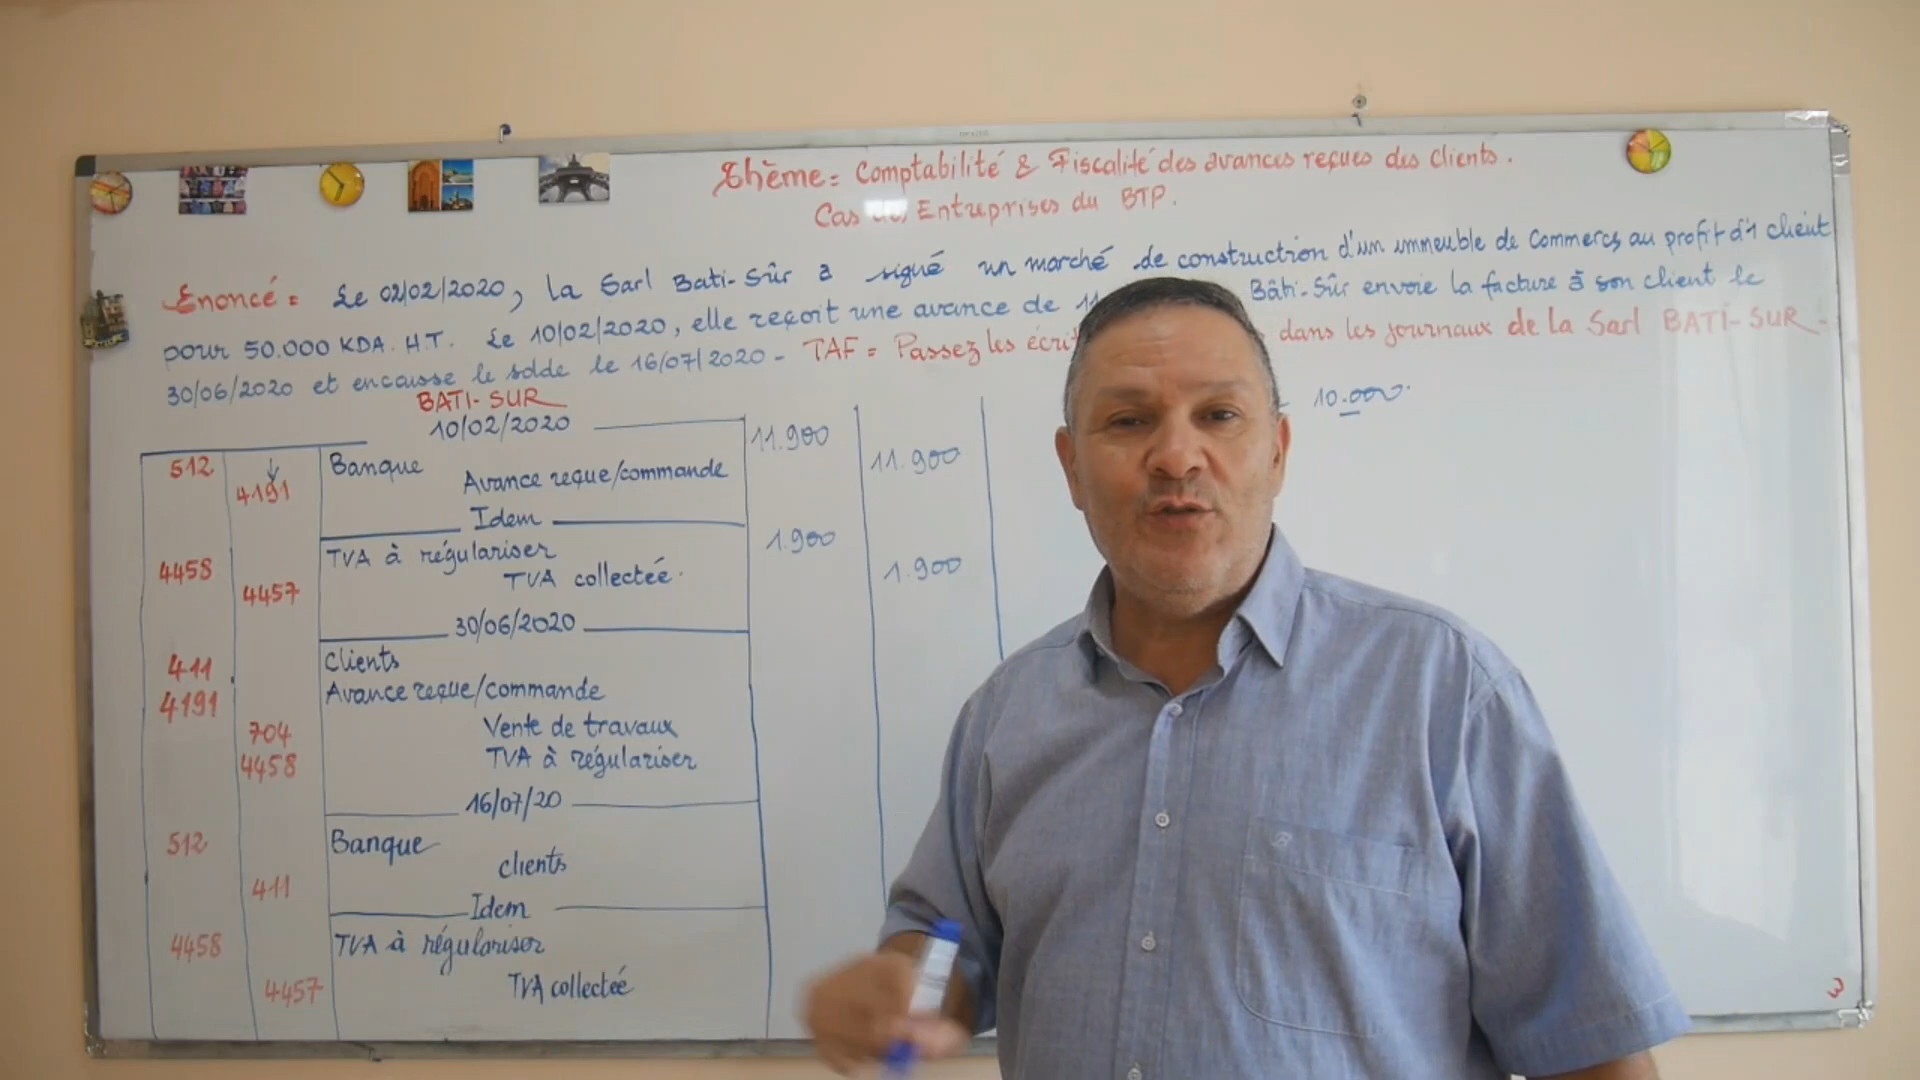 Thème = Comptabilité & Fiscalité des avances reçues des Clients.
Cas des Entreprises du BTP.
Enoncé = Le 02/02/2020, la Sarl Bati-Sûr a signé un marché de construction d'un immeuble de Commerces au profit d'1 client
pour 50.000 KDA. H.T. Le 10/02/2020, elle reçoit une avance de Bâti-Sûr envoie la facture à son client le
30/06/2020 et encaisse le solde le 16/07/2020 - TAF = Passez les dans les journaux de la Sarl BATI-SUR -
BATI-SUR
10.000
10/02/2020
512 Banque 11.900
4191 Avance reçue/commande 11.900
Idem
4458 TVA à régulariser 1.900
4457 TVA collectée. 1.900
30/06/2020
411 Clients
4191 Avance reçue/commande
704 Vente de travaux
4458 TVA à régulariser
16/07/20
512 Banque
411 clients
Idem
4458 TVA à régulariser
4457 TVA collectée
3